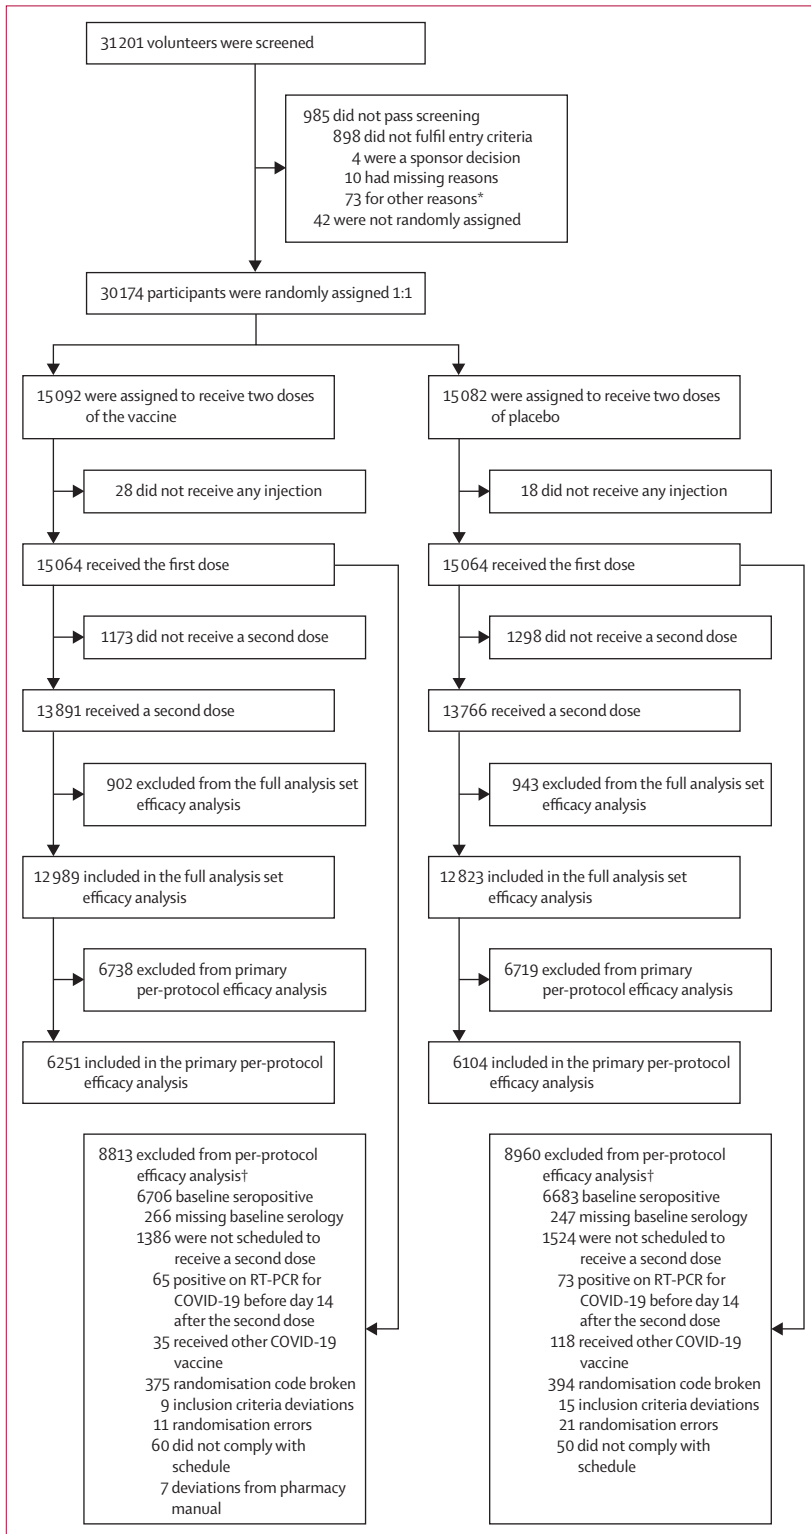 31 201 volunteers were screened
985 did not pass screening
898 did not fulfil entry criteria
4 were a sponsor decision
10 had missing reasons
73 for other reasons*
42 were not randomly assigned
30 174 participants were randomly assigned 1:1
15 092 were assigned to receive two doses
of the vaccine
28 did not receive any injection
15 064 received the first dose
1173 did not receive a second dose
13 891 received a second dose
902 excluded from the full analysis set
efficacy analysis
12 989 included in the full analysis set
efficacy analysis
6738 excluded from primary
per-protocol efficacy analysis
6251 included in the primary per-protocol
efficacy analysis
8813 excluded from per-protocol
efficacy analysis†
6706 baseline seropositive
266 missing baseline serology
1386 were not scheduled to
receive a second dose
65 positive on RT-PCR for
COVID-19 before day 14
after the second dose
35 received other COVID-19
vaccine
375 randomisation code broken
9 inclusion criteria deviations
11 randomisation errors
60 did not comply with
schedule
7 deviations from pharmacy
manual
15 082 were assigned to receive two doses
of placebo
18 did not receive any injection
15 064 received the first dose
1298 did not receive a second dose
13 766 received a second dose
943 excluded from the full analysis set
efficacy analysis
12 823 included in the full analysis set
efficacy analysis
6719 excluded from primary
per-protocol efficacy analysis
6104 included in the primary per-protocol
efficacy analysis
8960 excluded from per-protocol
efficacy analysis†
6683 baseline seropositive
247 missing baseline serology
1524 were not scheduled to
receive a second dose
73 positive on RT-PCR for
COVID-19 before day 14
after the second dose
118 received other COVID-19
vaccine
394 randomisation code broken
15 inclusion criteria deviations
21 randomisation errors
50 did not comply with
schedule